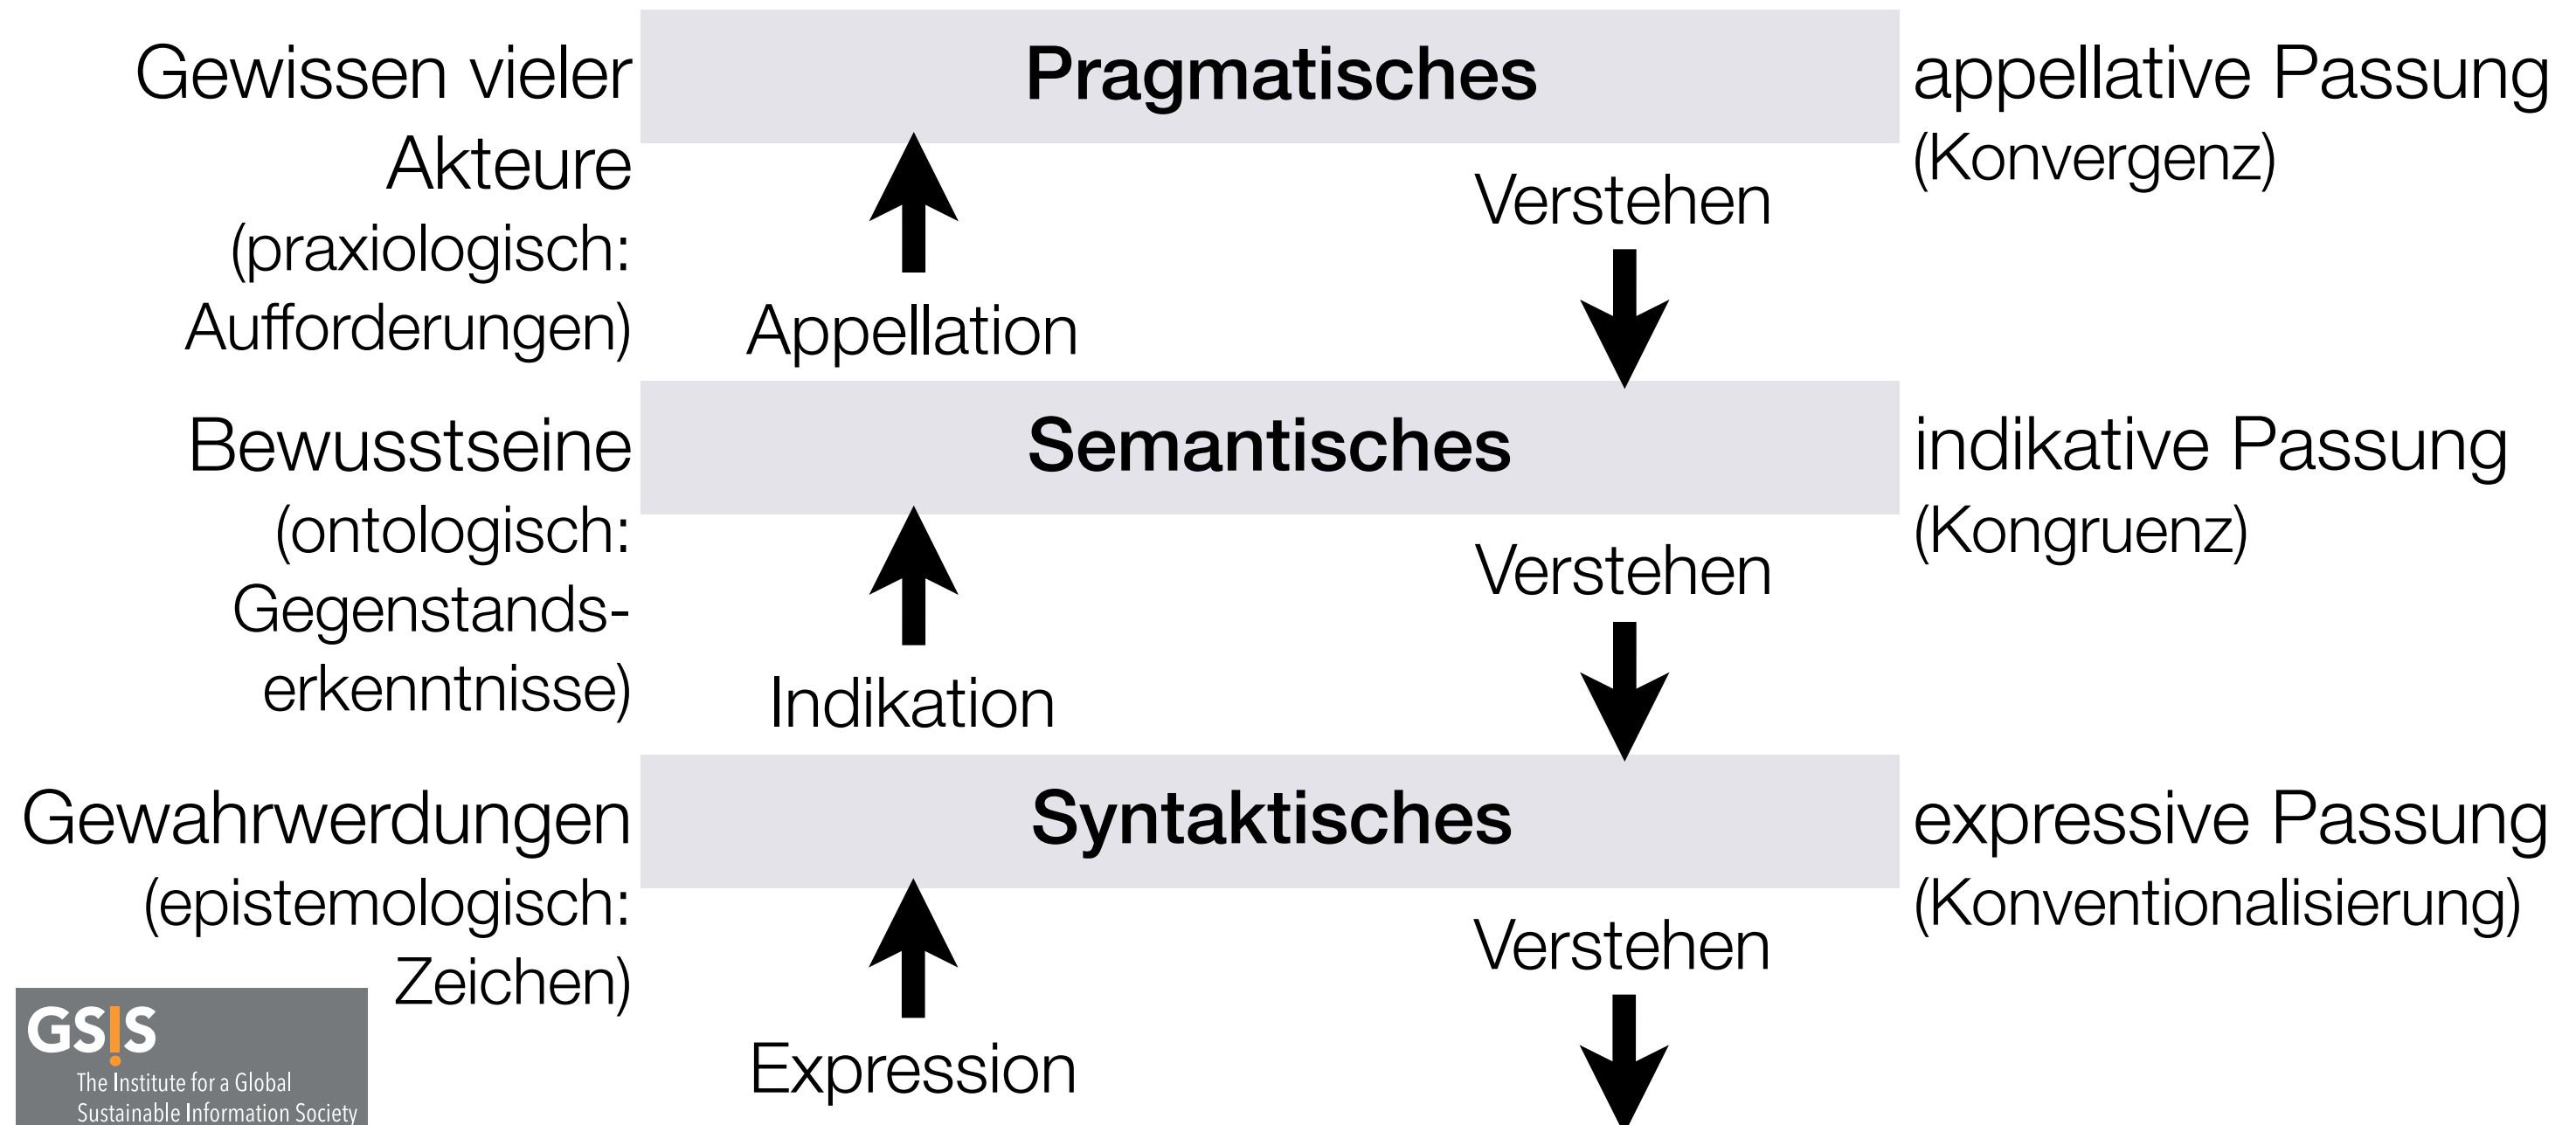 Gewissen vieler
Akteure
(praxiologisch:
Aufforderungen)
Pragmatisches
appellative Passung
(Konvergenz)
Appellation
Verstehen
Bewusstseine
(ontologisch:
Gegenstands-
erkenntnisse)
Semantisches
indikative Passung
(Kongruenz)
Indikation
Verstehen
Gewahrwerdungen
(epistemologisch:
Zeichen)
Syntaktisches
expressive Passung
(Konventionalisierung)
Expression
Verstehen
GS!S
The Institute for a Global
Sustainable Information Society